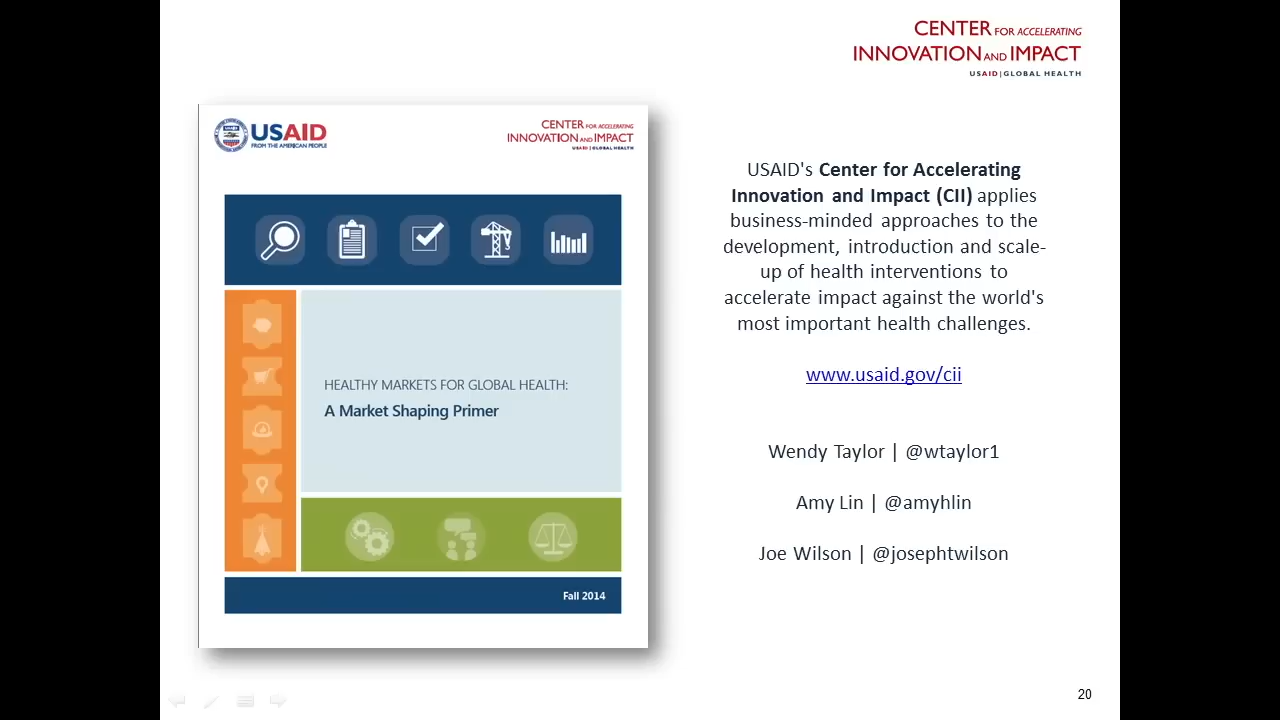 CENTER FOR ACCELERATING
INNOVATION AND IMPACT
USAID | GLOBAL HEALTH
USAID
FROM THE AMERICAN PEOPLE
CENTER FOR ACCELERATING
INNOVATION AND IMPACT
USAID | GLOBAL HEALTH
HEALTHY MARKETS FOR GLOBAL HEALTH:
A Market Shaping Primer
Fall 2014
USAID's Center for Accelerating
Innovation and Impact (CII) applies
business-minded approaches to the
development, introduction and scale-
up of health interventions to
accelerate impact against the world's
most important health challenges.
www.usaid.gov/cii
Wendy Taylor | @wtaylor1
Amy Lin | @amyhlin
Joe Wilson | @josephtwilson
20